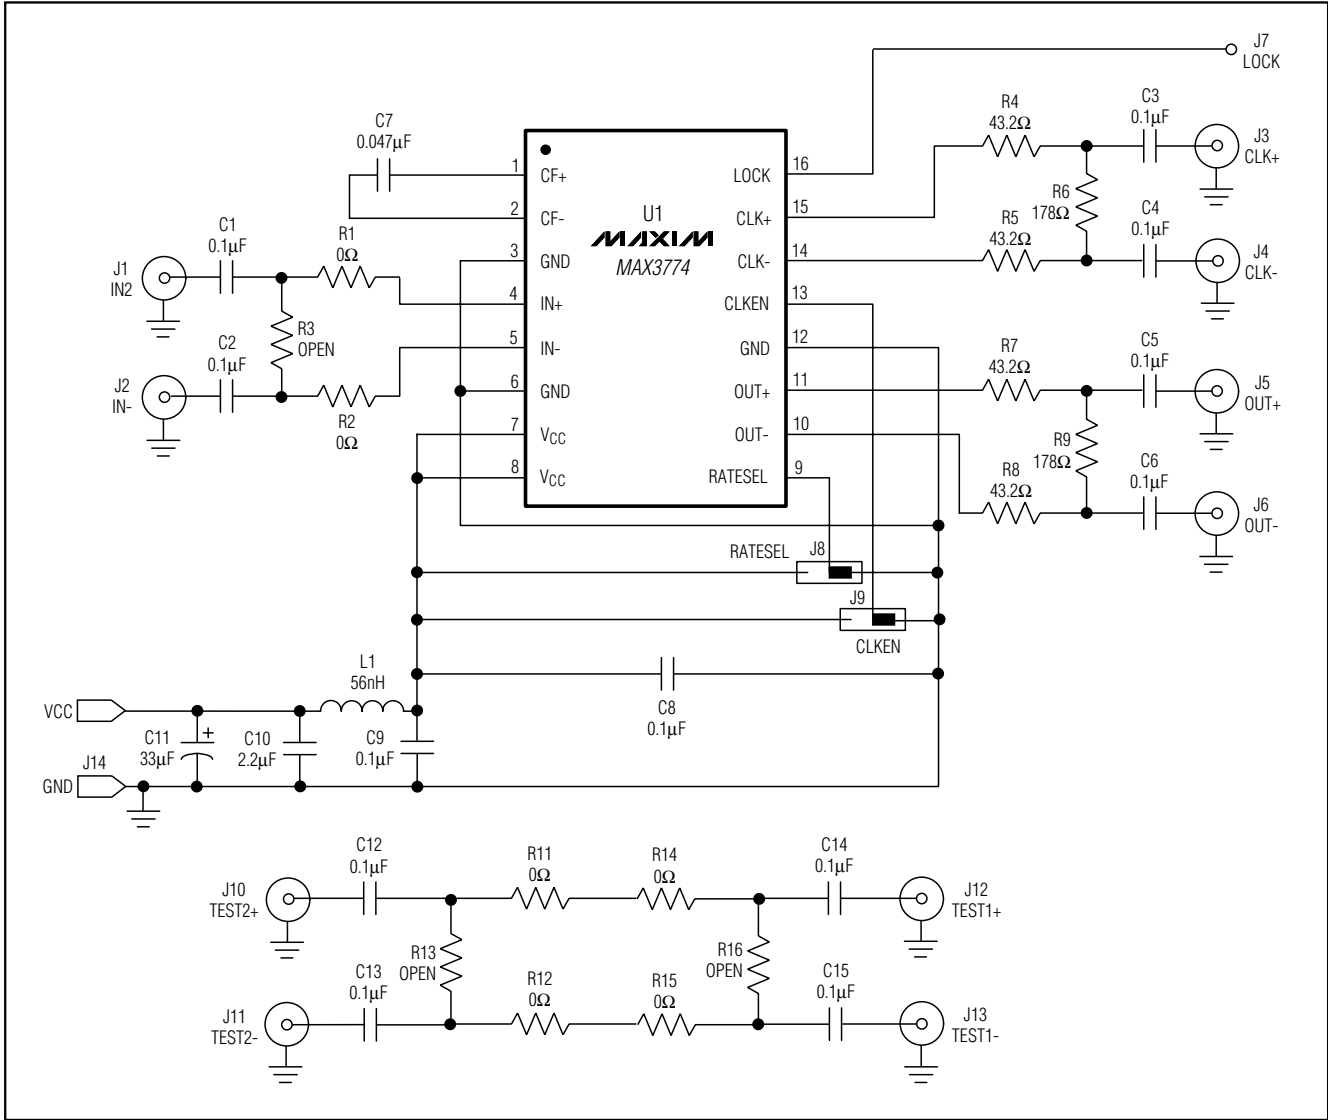 J7
LOCK
C7
0.047µF
R4
43.2Ω
C3
0.1µF
J3
CLK+
1
CF+
LOCK
16
2
CF-
U1
MAXIM
MAX3774
CLK+
15
R6
178Ω
C4
0.1µF
R5
43.2Ω
J4
CLK-
3
GND
CLK-
14
C1
0.1µF
R1
0Ω
J1
IN2
4
IN+
CLKEN
13
R3
OPEN
5
IN-
GND
12
C2
0.1µF
J2
IN-
R2
0Ω
6
GND
OUT+
11
R7
43.2Ω
C5
0.1µF
J5
OUT+
7
VCC
OUT-
10
R9
178Ω
8
VCC
RATESEL
9
R8
43.2Ω
C6
0.1µF
J6
OUT-
RATESEL
J8
J9
CLKEN
L1
56nH
C8
0.1µF
VCC
C11
33µF
+
C10
2.2µF
C9
0.1µF
J14
GND
C12
0.1µF
R11
0Ω
R14
0Ω
C14
0.1µF
J10
TEST2+
J12
TEST1+
R13
OPEN
R16
OPEN
C13
0.1µF
R12
0Ω
R15
0Ω
C15
0.1µF
J11
TEST2-
J13
TEST1-